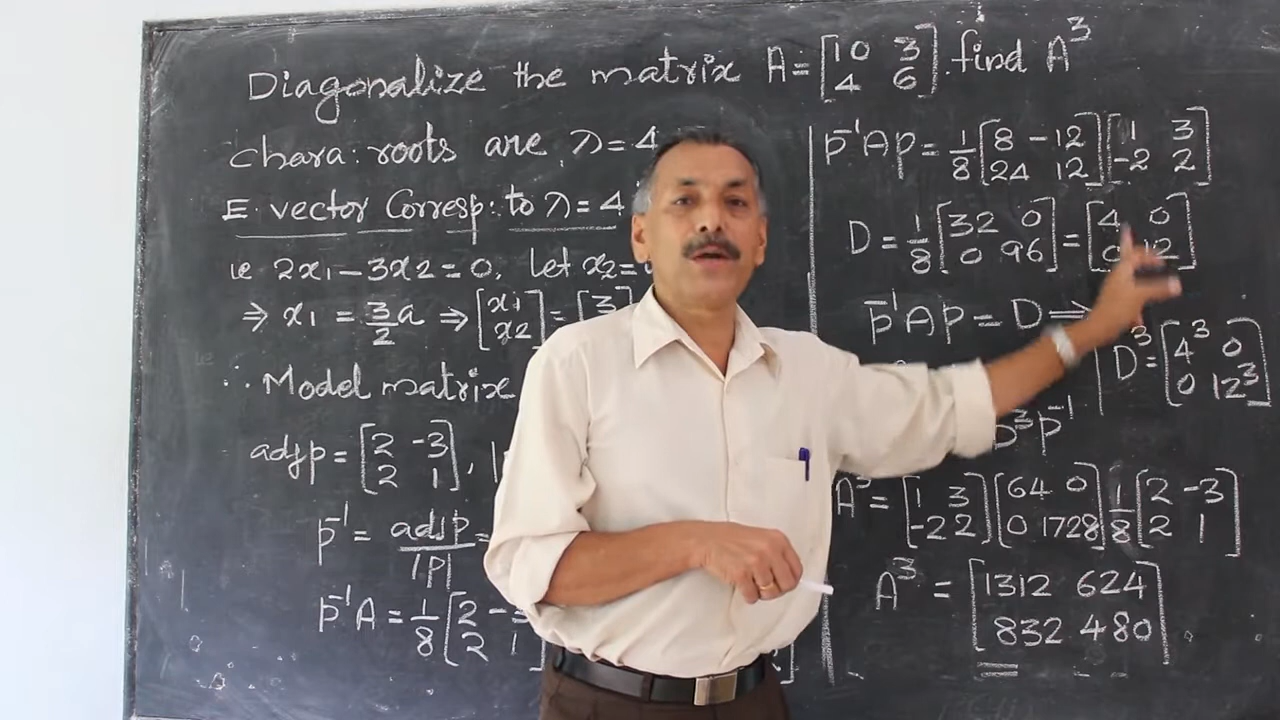 Diagonalize the matrix A = [10 3; 4 6]. find A³
chara: roots are λ = 4
E. vector Corresp: to λ = 4
ie 2x₁ - 3x₂ = 0, let x₂ =
⇒ x₁ = 3/2 a ⇒ [x₁; x₂] = [3
∴ Model matrix
adjp = [2 -3; 2 1],
p⁻¹ = adjp/|p| =
p⁻¹A = 1/8 [2 -; 2 1
p⁻¹Ap = 1/8 [8 -12; 24 12] [1 3; -2 2]
D = 1/8 [32 0; 0 96] = [4 0; 0 12]
p⁻¹Ap = D ⇒
D³ = [4³ 0; 0 12³]
D³p⁻¹
A³ = [1 3; -2 2] [64 0; 0 1728] 1/8 [2 -3; 2 1]
A³ = [1312 624; 832 480]